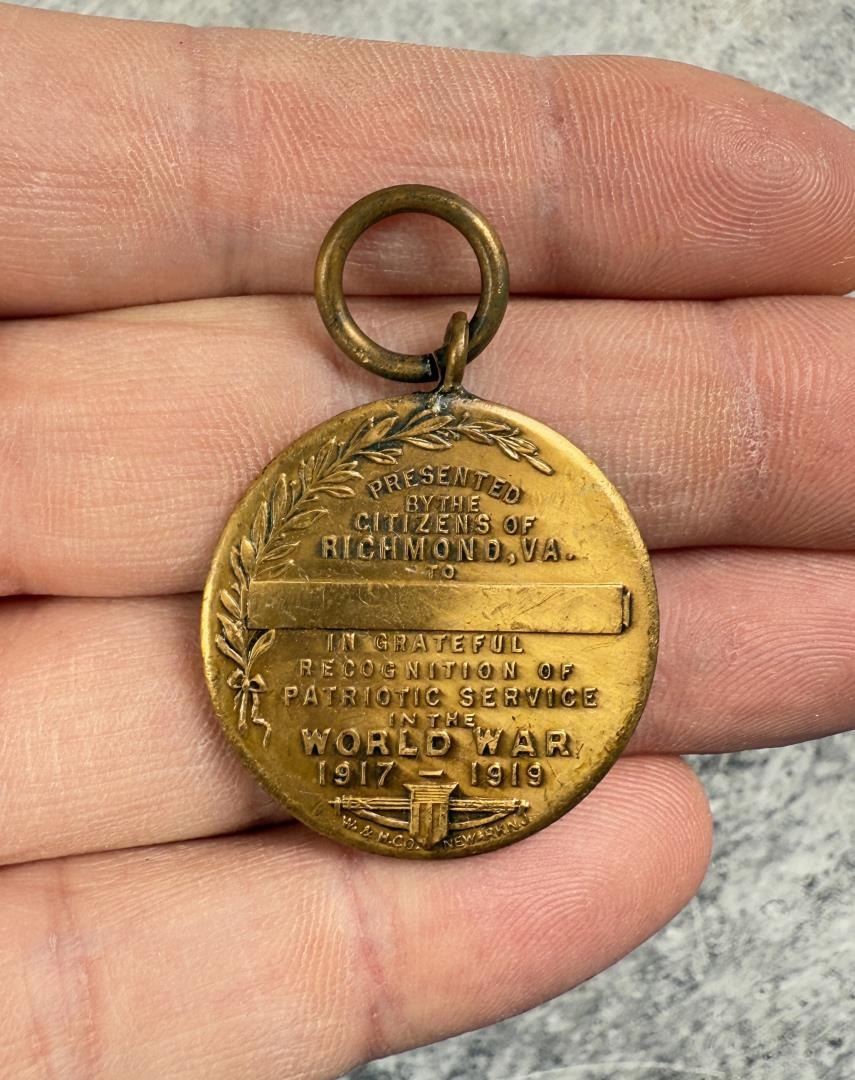 PRESENTED
BY THE
CITIZENS OF
RICHMOND, VA.
TO
IN GRATEFUL
RECOGNITION OF
PATRIOTIC SERVICE
IN THE
WORLD WAR
1917 – 1919
W. & H. CO. NEWARK N.J.